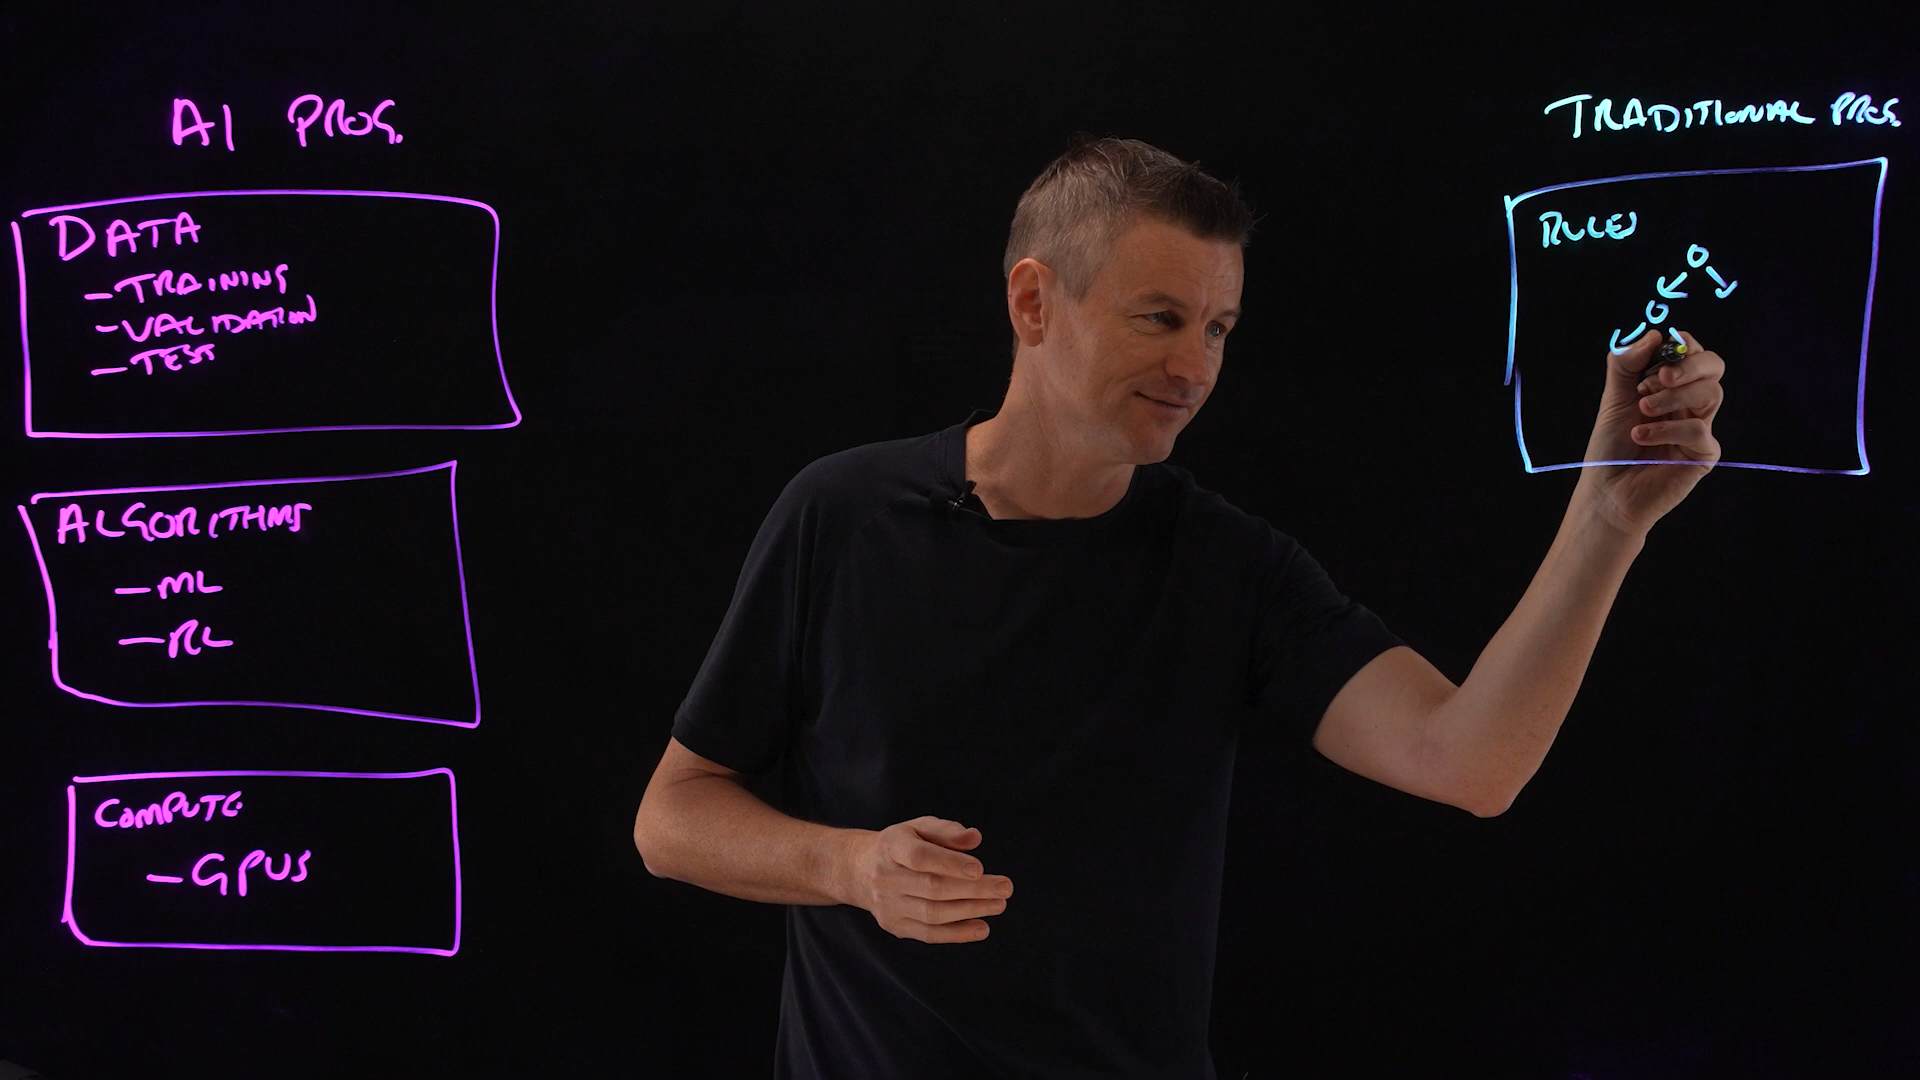 AI PROG.
DATA
- TRAINING
- VALIDATION
- TEST
ALGORITHMS
- ML
- RL
COMPUTE
- GPUS
TRADITIONAL PROG.
RULES